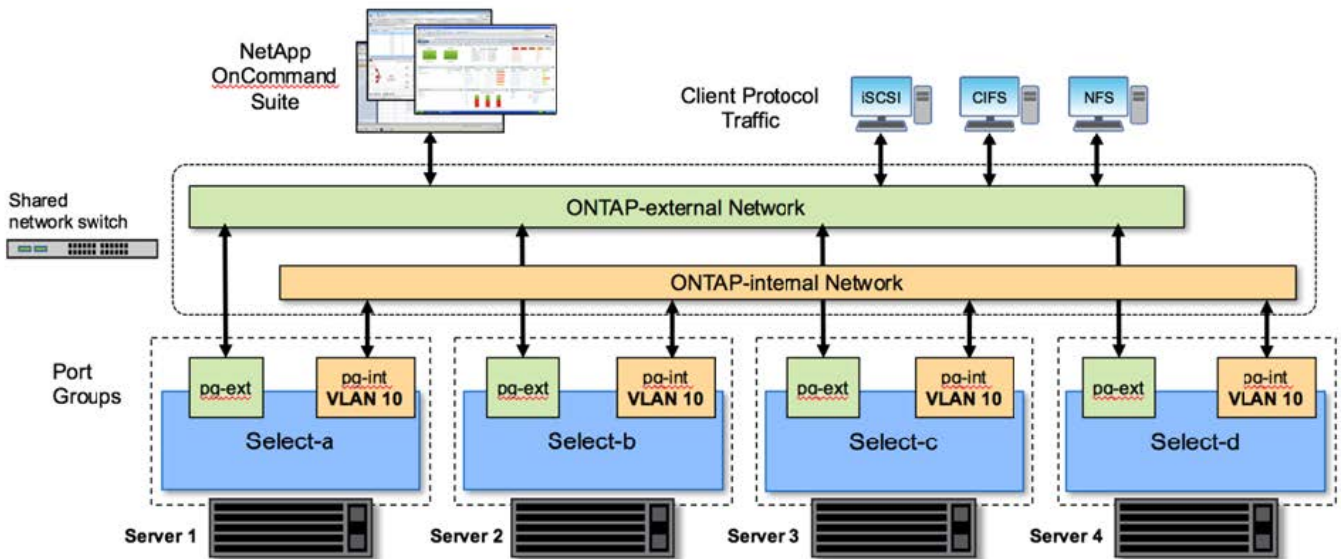 NetApp
OnCommand
Suite
Client Protocol
Traffic
iSCSI
CIFS
NFS
Shared
network switch
ONTAP-external Network
ONTAP-internal Network
Port
Groups
pg-ext
pg-int
VLAN 10
Select-a
pg-ext
pg-int
VLAN 10
Select-b
pg-ext
pg-int
VLAN 10
Select-c
pg-ext
pg-int
VLAN 10
Select-d
Server 1
Server 2
Server 3
Server 4